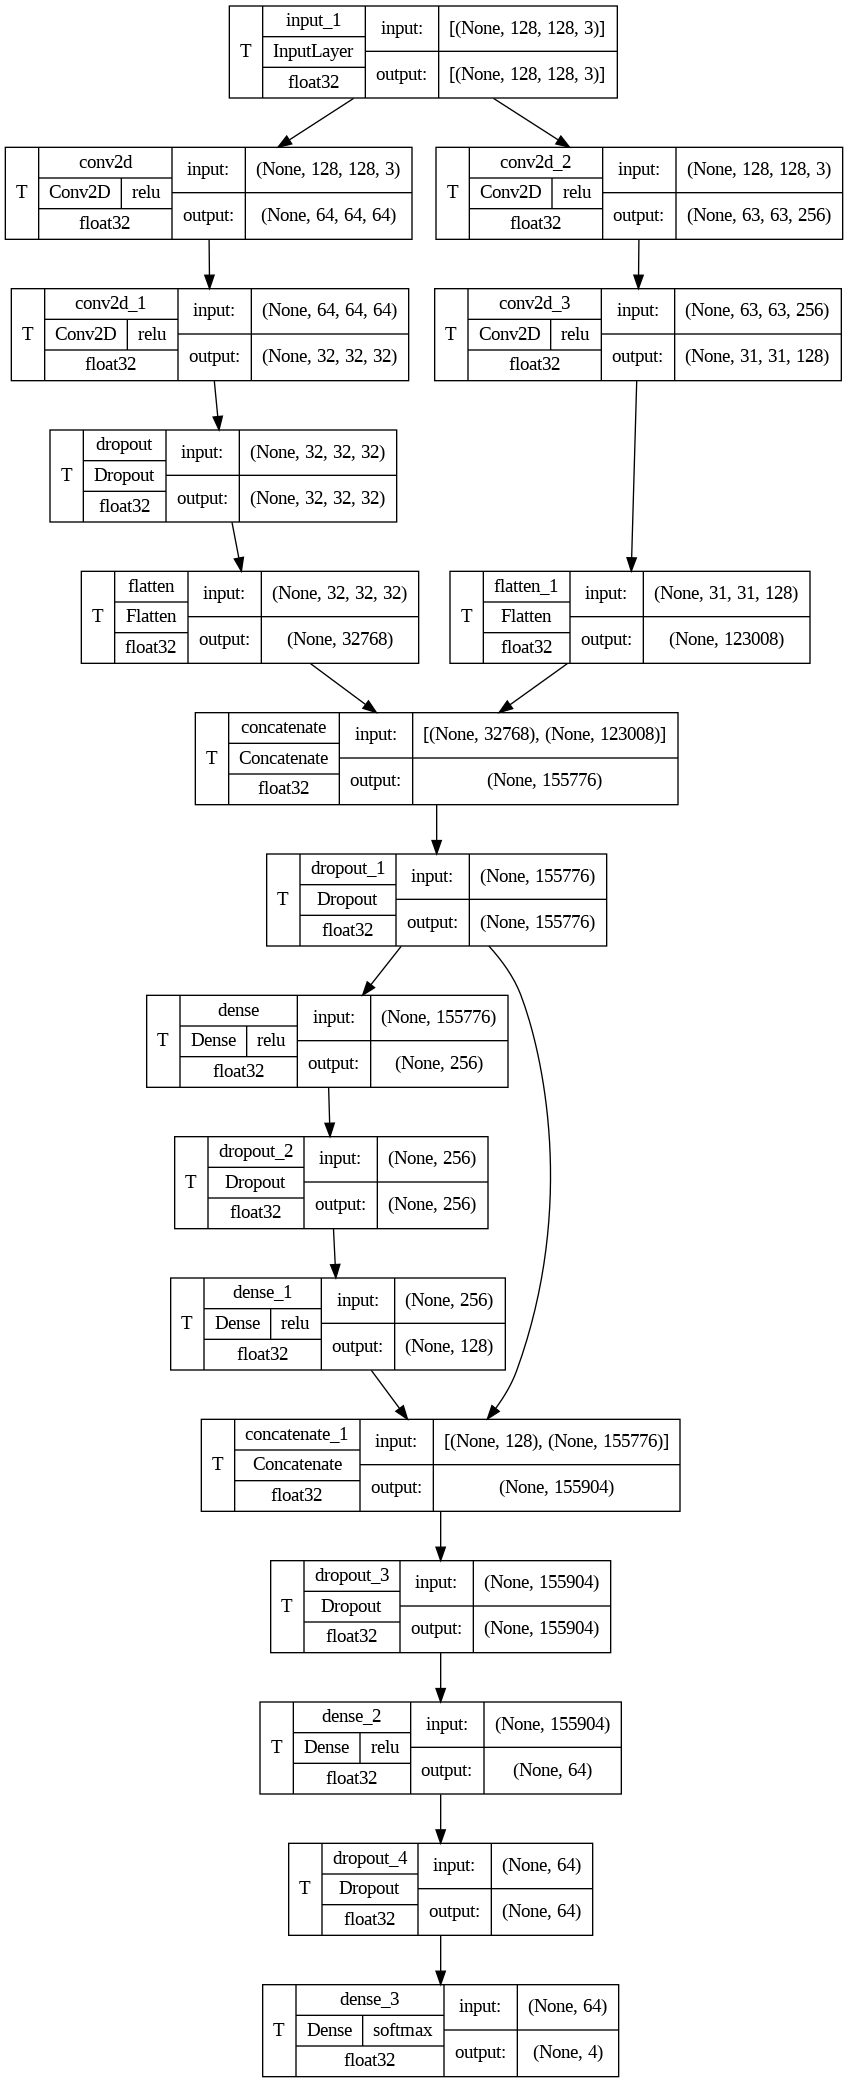 input_1
T
InputLayer
float32
input: [(None, 128, 128, 3)]
output: [(None, 128, 128, 3)]
conv2d
T
Conv2D relu
float32
input: (None, 128, 128, 3)
output: (None, 64, 64, 64)
conv2d_2
T
Conv2D relu
float32
input: (None, 128, 128, 3)
output: (None, 63, 63, 256)
conv2d_1
T
Conv2D relu
float32
input: (None, 64, 64, 64)
output: (None, 32, 32, 32)
conv2d_3
T
Conv2D relu
float32
input: (None, 63, 63, 256)
output: (None, 31, 31, 128)
dropout
T
Dropout
float32
input: (None, 32, 32, 32)
output: (None, 32, 32, 32)
flatten
T
Flatten
float32
input: (None, 32, 32, 32)
output: (None, 32768)
flatten_1
T
Flatten
float32
input: (None, 31, 31, 128)
output: (None, 123008)
concatenate
T
Concatenate
float32
input: [(None, 32768), (None, 123008)]
output: (None, 155776)
dropout_1
T
Dropout
float32
input: (None, 155776)
output: (None, 155776)
dense
T
Dense relu
float32
input: (None, 155776)
output: (None, 256)
dropout_2
T
Dropout
float32
input: (None, 256)
output: (None, 256)
dense_1
T
Dense relu
float32
input: (None, 256)
output: (None, 128)
concatenate_1
T
Concatenate
float32
input: [(None, 128), (None, 155776)]
output: (None, 155904)
dropout_3
T
Dropout
float32
input: (None, 155904)
output: (None, 155904)
dense_2
T
Dense relu
float32
input: (None, 155904)
output: (None, 64)
dropout_4
T
Dropout
float32
input: (None, 64)
output: (None, 64)
dense_3
T
Dense softmax
float32
input: (None, 64)
output: (None, 4)